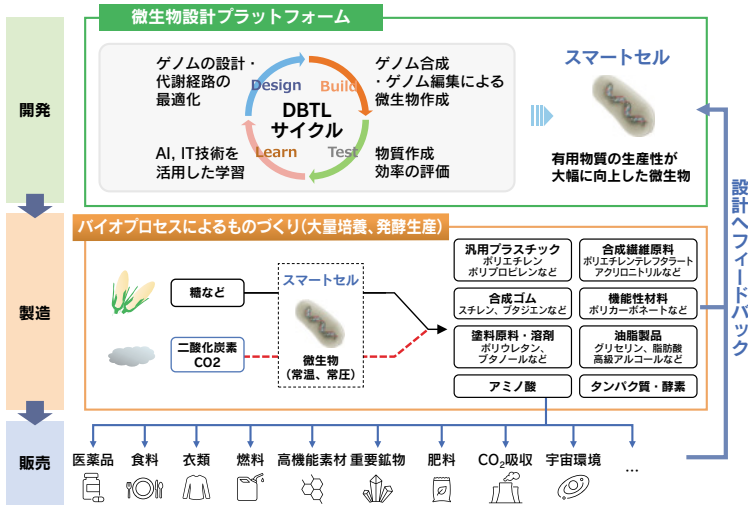 微生物設計プラットフォーム
開発
ゲノムの設計・
代謝経路の
最適化
Design
Build
ゲノム合成
・ゲノム編集による
微生物作成
DBTL
サイクル
AI, IT技術を
活用した学習
Learn
Test
物質作成
効率の評価
スマートセル
有用物質の生産性が
大幅に向上した微生物
設計へフィードバック
製造
バイオプロセスによるものづくり(大量培養、発酵生産)
糖など
二酸化炭素
CO2
スマートセル
微生物
(常温、常圧)
汎用プラスチック
ポリエチレン
ポリプロピレンなど
合成繊維原料
ポリエチレンテレフタラート
アクリロニトリルなど
合成ゴム
スチレン、ブタジエンなど
機能性材料
ポリカーボネートなど
塗料原料・溶剤
ポリウレタン、
ブタノールなど
油脂製品
グリセリン、脂肪酸
高級アルコールなど
アミノ酸
タンパク質・酵素
販売
医薬品
食料
衣類
燃料
高機能素材
重要鉱物
肥料
CO₂吸収
宇宙環境
…